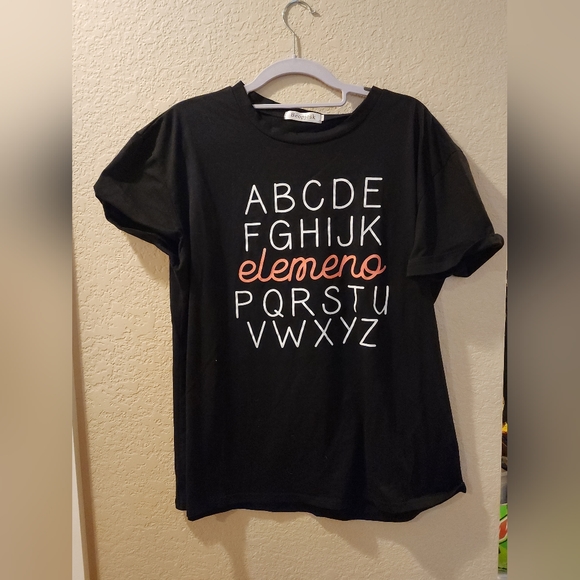 ABCDE
FGHIJK
elemeno
PQRSTU
VWXYZ